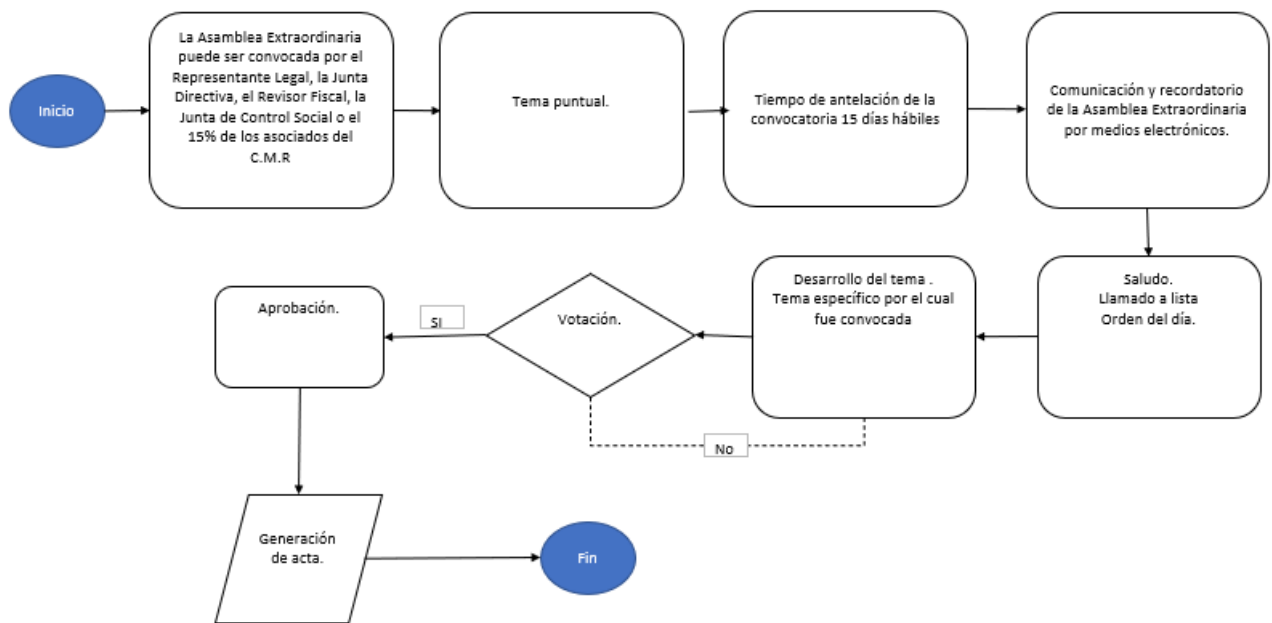 Inicio
La Asamblea Extraordinaria
puede ser convocada por el
Representante Legal, la Junta
Directiva, el Revisor Fiscal, la
Junta de Control Social o el
15% de los asociados del
C.M.R
Tema puntual.
Tiempo de antelación de la
convocatoria 15 días hábiles
Comunicación y recordatorio
de la Asamblea Extraordinaria
por medios electrónicos.
Saludo.
Llamado a lista
Orden del día.
Desarrollo del tema .
Tema específico por el cual
fue convocada
Votación.
SI
No
Aprobación.
Generación
de acta.
Fin